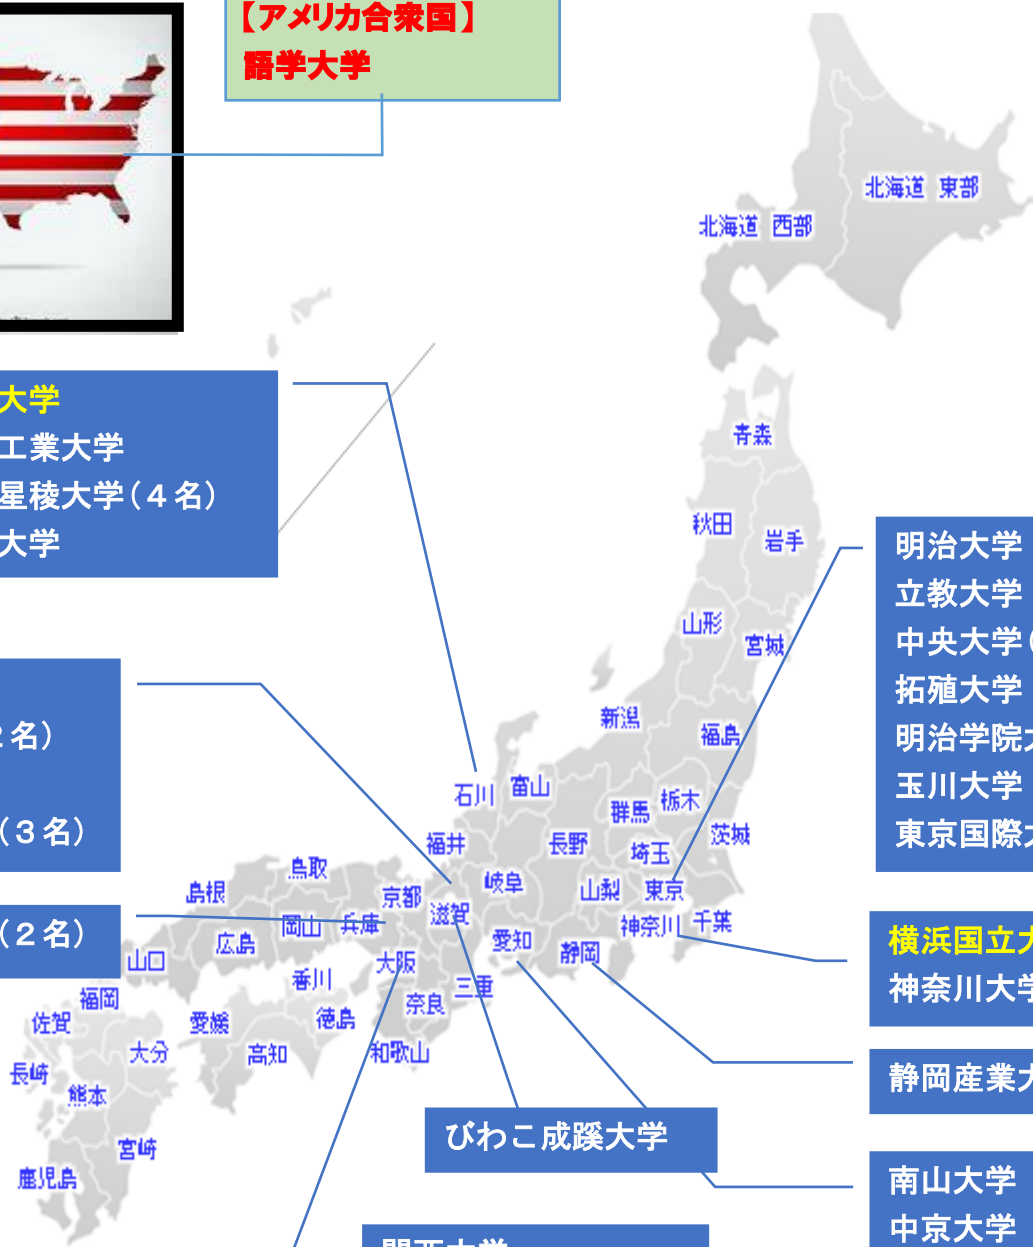 【アメリカ合衆国】
語学大学
北海道 東部
北海道 西部
大学
工業大学
星稜大学(４名)
大学
青森
秋田
岩手
山形
宮城
新潟
福島
明治大学
立教大学
中央大学(
拓殖大学
明治学院大
玉川大学
東京国際大
２名)
(３名)
(２名)
石川
富山
群馬
栃木
福井
長野
埼玉
茨城
鳥取
島根
京都
滋賀
岐阜
山梨
東京
岡山
兵庫
広島
愛知
静岡
神奈川
千葉
山口
大阪
香川
三重
奈良
福岡
佐賀
愛媛
徳島
大分
高知
和歌山
長崎
熊本
宮崎
鹿児島
横浜国立大
神奈川大学
静岡産業大
びわこ成蹊大学
南山大学
中京大学
関西大学